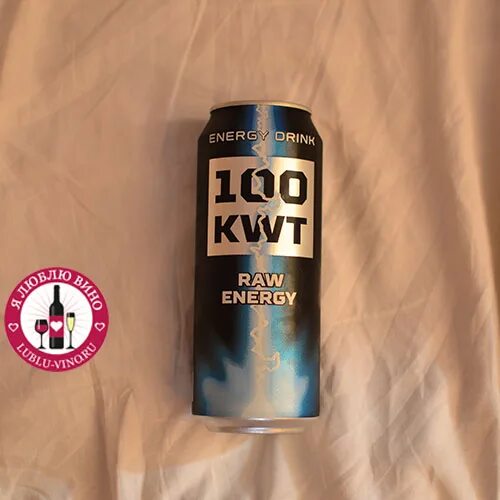 ENERGY DRINK
100
KWT
RAW
ENERGY
Я ЛЮБЛЮ ВИНО
LUBLU-VINO.RU